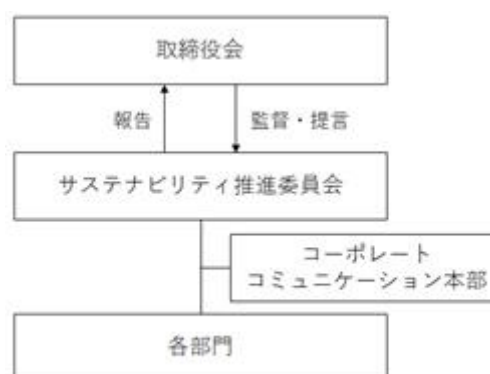 取締役会
報告
監督・提言
サステナビリティ推進委員会
コーポレート
コミュニケーション本部
各部門